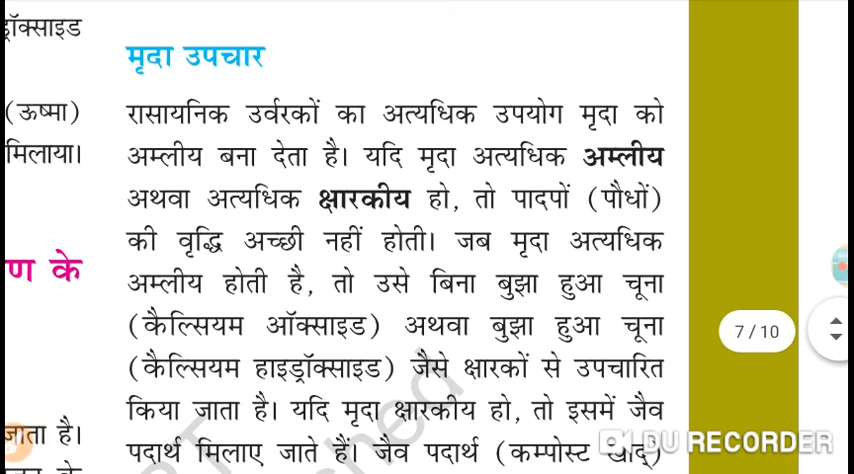 ड्रॉक्साइड
(ऊष्मा)
मिलाया।
ण के
जाता है।
मृदा उपचार
रासायनिक उर्वरकों का अत्यधिक उपयोग मृदा को
अम्लीय बना देता है। यदि मृदा अत्यधिक अम्लीय
अथवा अत्यधिक क्षारकीय हो, तो पादपों (पौधों)
की वृद्धि अच्छी नहीं होती। जब मृदा अत्यधिक
अम्लीय होती है, तो उसे बिना बुझा हुआ चूना
(कैल्सियम ऑक्साइड) अथवा बुझा हुआ चूना
(कैल्सियम हाइड्रॉक्साइड) जैसे क्षारकों से उपचारित
किया जाता है। यदि मृदा क्षारकीय हो, तो इसमें जैव
पदार्थ मिलाए जाते हैं। जैव पदार्थ (कम्पोस्ट खाद)
7 / 10
DU RECORDER